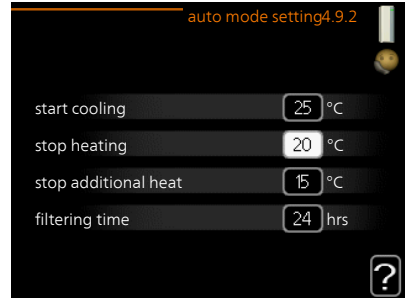 auto mode setting4.9.2
start cooling 25 °C
stop heating 20 °C
stop additional heat 15 °C
filtering time 24 hrs
?